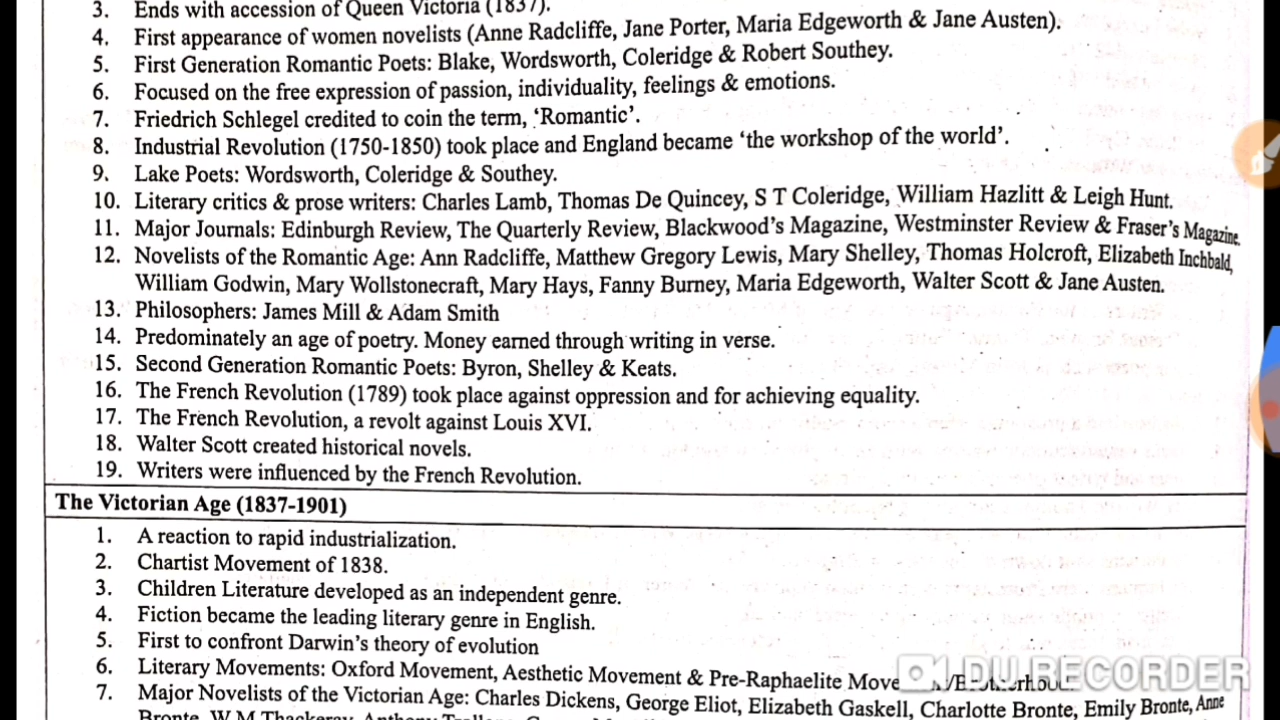 3. Ends with accession of Queen Victoria (1837).
4. First appearance of women novelists (Anne Radcliffe, Jane Porter, Maria Edgeworth & Jane Austen).
5. First Generation Romantic Poets: Blake, Wordsworth, Coleridge & Robert Southey.
6. Focused on the free expression of passion, individuality, feelings & emotions.
7. Friedrich Schlegel credited to coin the term, ‘Romantic’.
8. Industrial Revolution (1750-1850) took place and England became ‘the workshop of the world’.
9. Lake Poets: Wordsworth, Coleridge & Southey.
10. Literary critics & prose writers: Charles Lamb, Thomas De Quincey, S T Coleridge, William Hazlitt & Leigh Hunt.
11. Major Journals: Edinburgh Review, The Quarterly Review, Blackwood’s Magazine, Westminster Review & Fraser’s Magazine.
12. Novelists of the Romantic Age: Ann Radcliffe, Matthew Gregory Lewis, Mary Shelley, Thomas Holcroft, Elizabeth Inchbald,
William Godwin, Mary Wollstonecraft, Mary Hays, Fanny Burney, Maria Edgeworth, Walter Scott & Jane Austen.
13. Philosophers: James Mill & Adam Smith
14. Predominately an age of poetry. Money earned through writing in verse.
15. Second Generation Romantic Poets: Byron, Shelley & Keats.
16. The French Revolution (1789) took place against oppression and for achieving equality.
17. The French Revolution, a revolt against Louis XVI.
18. Walter Scott created historical novels.
19. Writers were influenced by the French Revolution.
The Victorian Age (1837-1901)
1. A reaction to rapid industrialization.
2. Chartist Movement of 1838.
3. Children Literature developed as an independent genre.
4. Fiction became the leading literary genre in English.
5. First to confront Darwin’s theory of evolution
6. Literary Movements: Oxford Movement, Aesthetic Movement & Pre-Raphaelite
DU RECORDER
7. Major Novelists of the Victorian Age: Charles Dickens, George Eliot, Elizabeth Gaskell, Charlotte Bronte, Emily Bronte, Anne
Bronte, W M Thackeray, Anthony